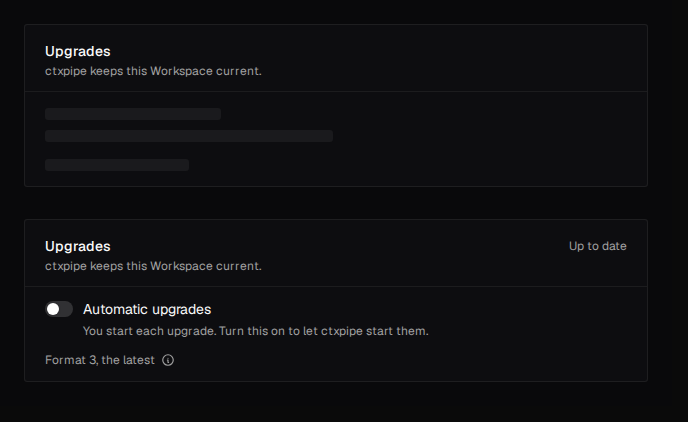 Upgrades
ctxpipe keeps this Workspace current.
Upgrades
Up to date
ctxpipe keeps this Workspace current.
Automatic upgrades
You start each upgrade. Turn this on to let ctxpipe start them.
Format 3, the latest